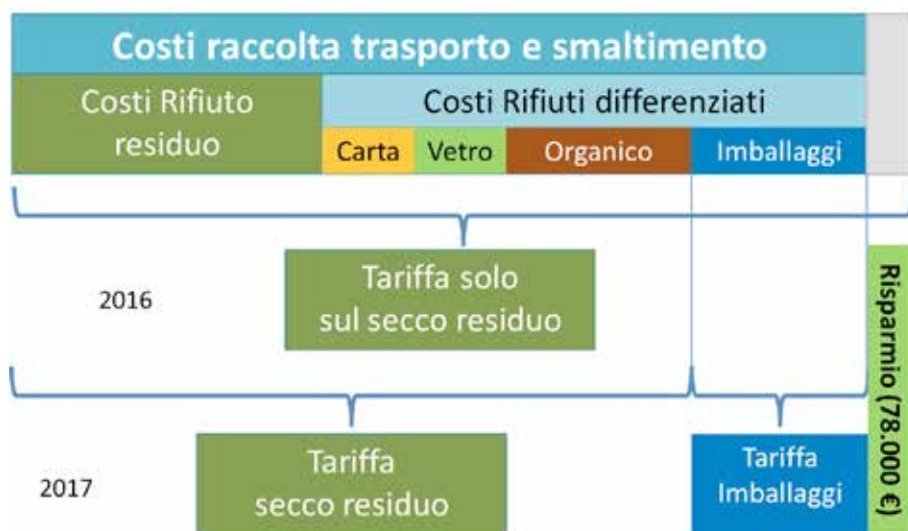 Costi raccolta trasporto e smaltimento
Costi Rifiuto
residuo
Costi Rifiuti differenziati
Carta
Vetro
Organico
Imballaggi
2016
Tariffa solo
sul secco residuo
Risparmio (78.000 €)
2017
Tariffa
secco residuo
Tariffa
Imballaggi